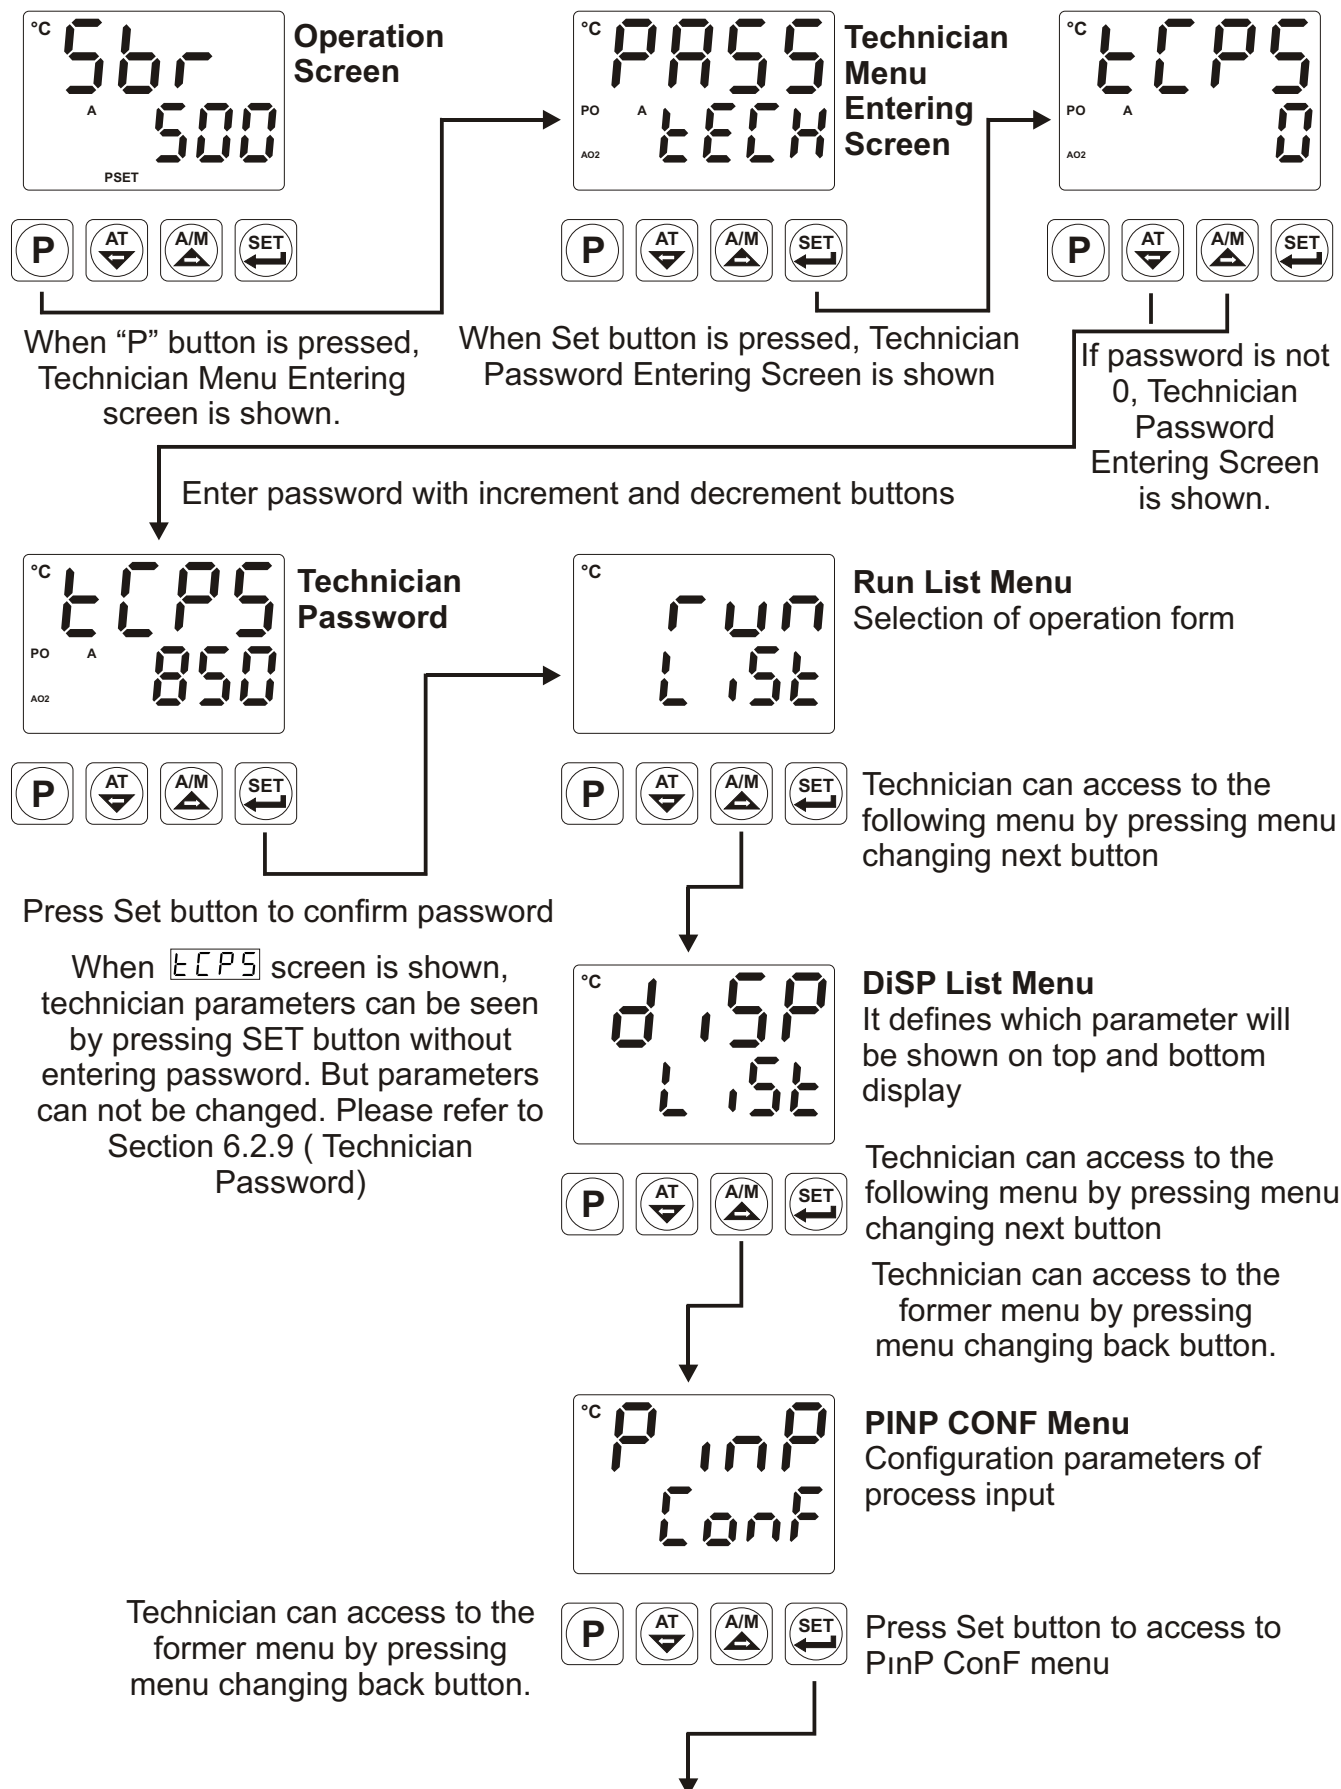 °C
Sbr
A
500
PSET
Operation
Screen
P
AT
A/M
SET
When “P” button is pressed,
Technician Menu Entering
screen is shown.
°C
PASS
PO
A
tECH
AO2
Technician
Menu
Entering
Screen
P
AT
A/M
SET
When Set button is pressed, Technician
Password Entering Screen is shown
°C
tCPS
PO
A
0
AO2
P
AT
A/M
SET
If password is not
0, Technician
Password
Entering Screen
is shown.
Enter password with increment and decrement buttons
°C
tCPS
PO
A
850
AO2
Technician
Password
P
AT
A/M
SET
Press Set button to confirm password
When tCPS screen is shown,
technician parameters can be seen
by pressing SET button without
entering password. But parameters
can not be changed. Please refer to
Section 6.2.9 ( Technician
Password)
°C
run
LiSt
Run List Menu
Selection of operation form
P
AT
A/M
SET
Technician can access to the
following menu by pressing menu
changing next button
°C
diSP
LiSt
DiSP List Menu
It defines which parameter will
be shown on top and bottom
display
P
AT
A/M
SET
Technician can access to the
following menu by pressing menu
changing next button
Technician can access to the
former menu by pressing
menu changing back button.
°C
PınP
ConF
PINP CONF Menu
Configuration parameters of
process input
Technician can access to the
former menu by pressing
menu changing back button.
P
AT
A/M
SET
Press Set button to access to
PınP ConF menu